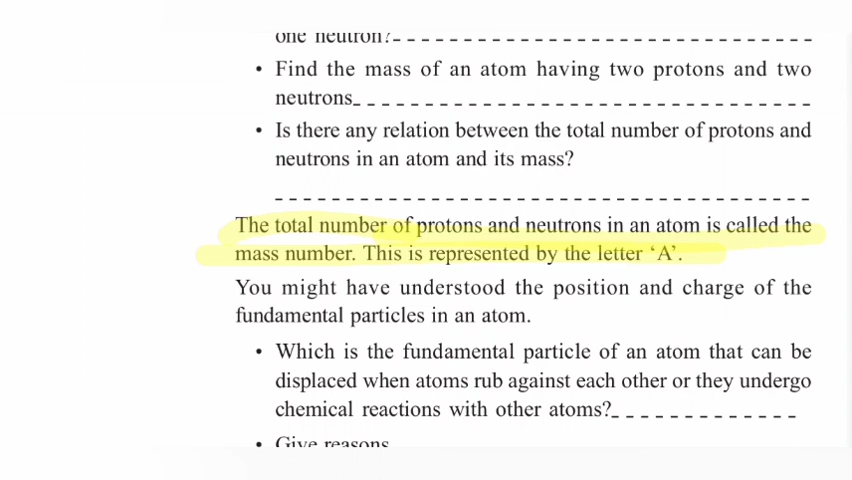 one neutron?
• Find the mass of an atom having two protons and two
neutrons
• Is there any relation between the total number of protons and
neutrons in an atom and its mass?
The total number of protons and neutrons in an atom is called the
mass number. This is represented by the letter ‘A’.
You might have understood the position and charge of the
fundamental particles in an atom.
• Which is the fundamental particle of an atom that can be
displaced when atoms rub against each other or they undergo
chemical reactions with other atoms?
• Give reasons